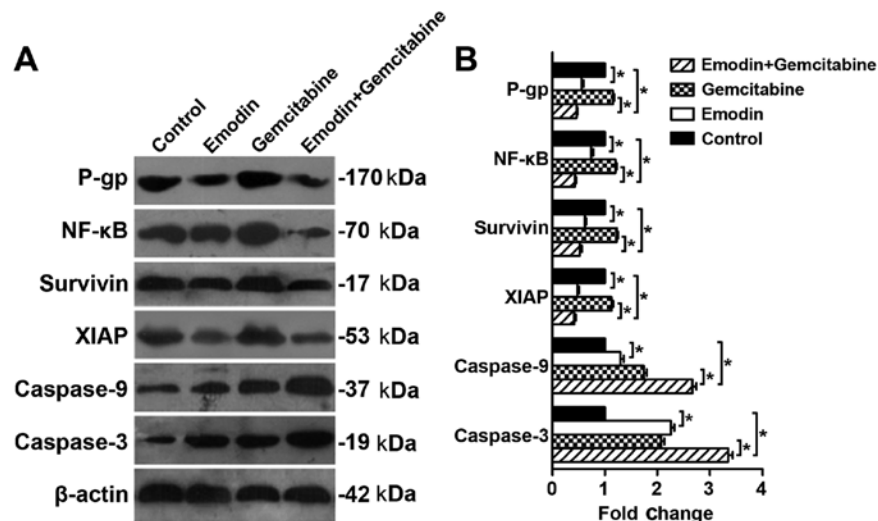 A
Control
Emodin
Gemcitabine
Emodin+Gemcitabine
P-gp
-170 kDa
NF-κB
-70 kDa
Survivin
-17 kDa
XIAP
-53 kDa
Caspase-9
-37 kDa
Caspase-3
-19 kDa
β-actin
-42 kDa
B
P-gp
* * *
NF-κB
* * *
Survivin
* * *
XIAP
* * *
Caspase-9
* * *
Caspase-3
* * *
0 1 2 3 4
Fold Change
Emodin+Gemcitabine
Gemcitabine
Emodin
Control